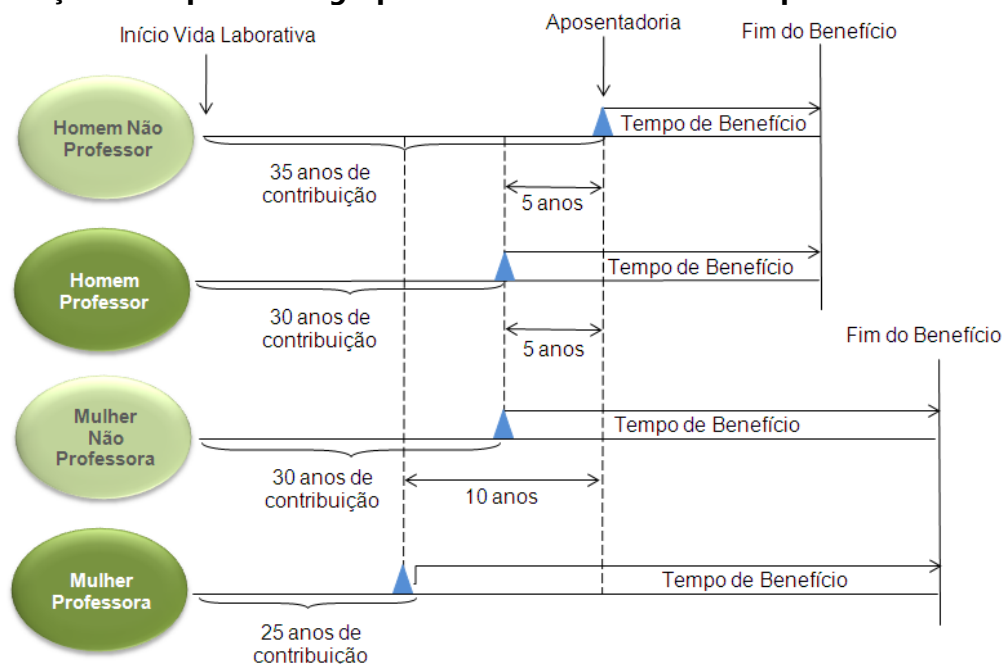 Início Vida Laborativa
Aposentadoria
Fim do Benefício
Homem Não
Professor
Tempo de Benefício
35 anos de
contribuição
5 anos
Homem
Professor
Tempo de Benefício
30 anos de
contribuição
5 anos
Fim do Benefício
Mulher
Não
Professora
Tempo de Benefício
30 anos de
contribuição
10 anos
Mulher
Professora
Tempo de Benefício
25 anos de
contribuição